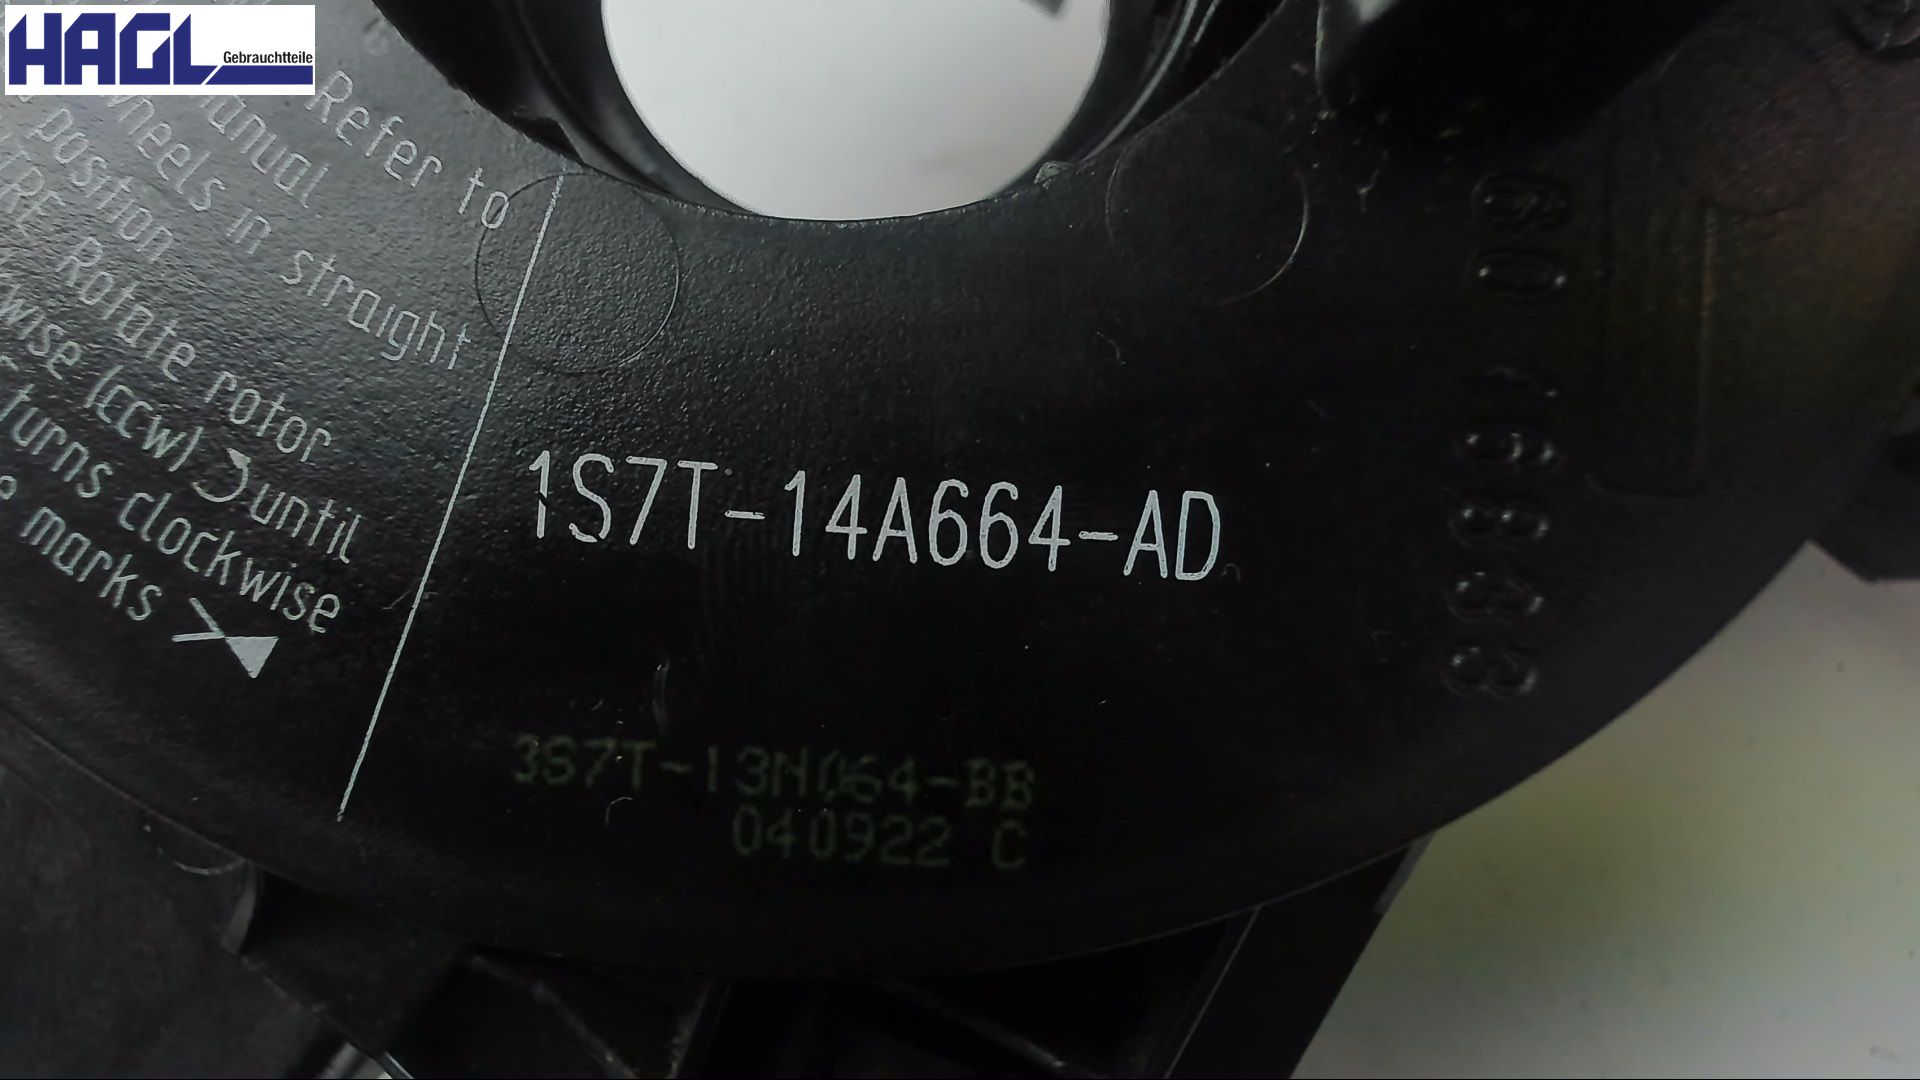 HAGL
Gebrauchtteile
Refer to
manual.
wheels in straight
position
Rotate rotor
(ccw) until
turns clockwise
marks
1S7T-14A664-AD
3S7T-13N064-BB
040922 C